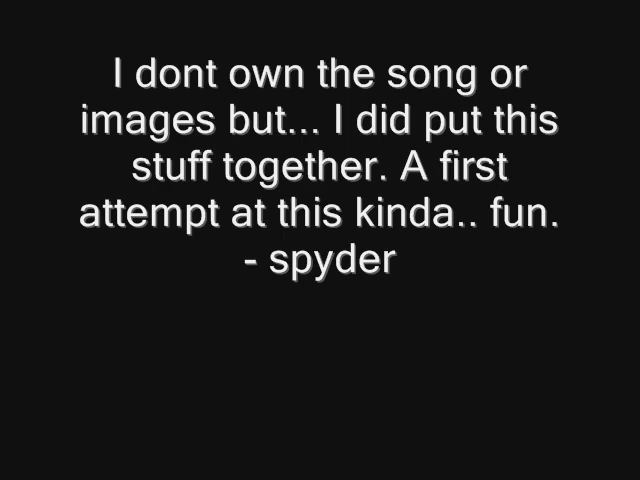 I dont own the song or
images but... I did put this
stuff together. A first
attempt at this kinda.. fun.
- spyder